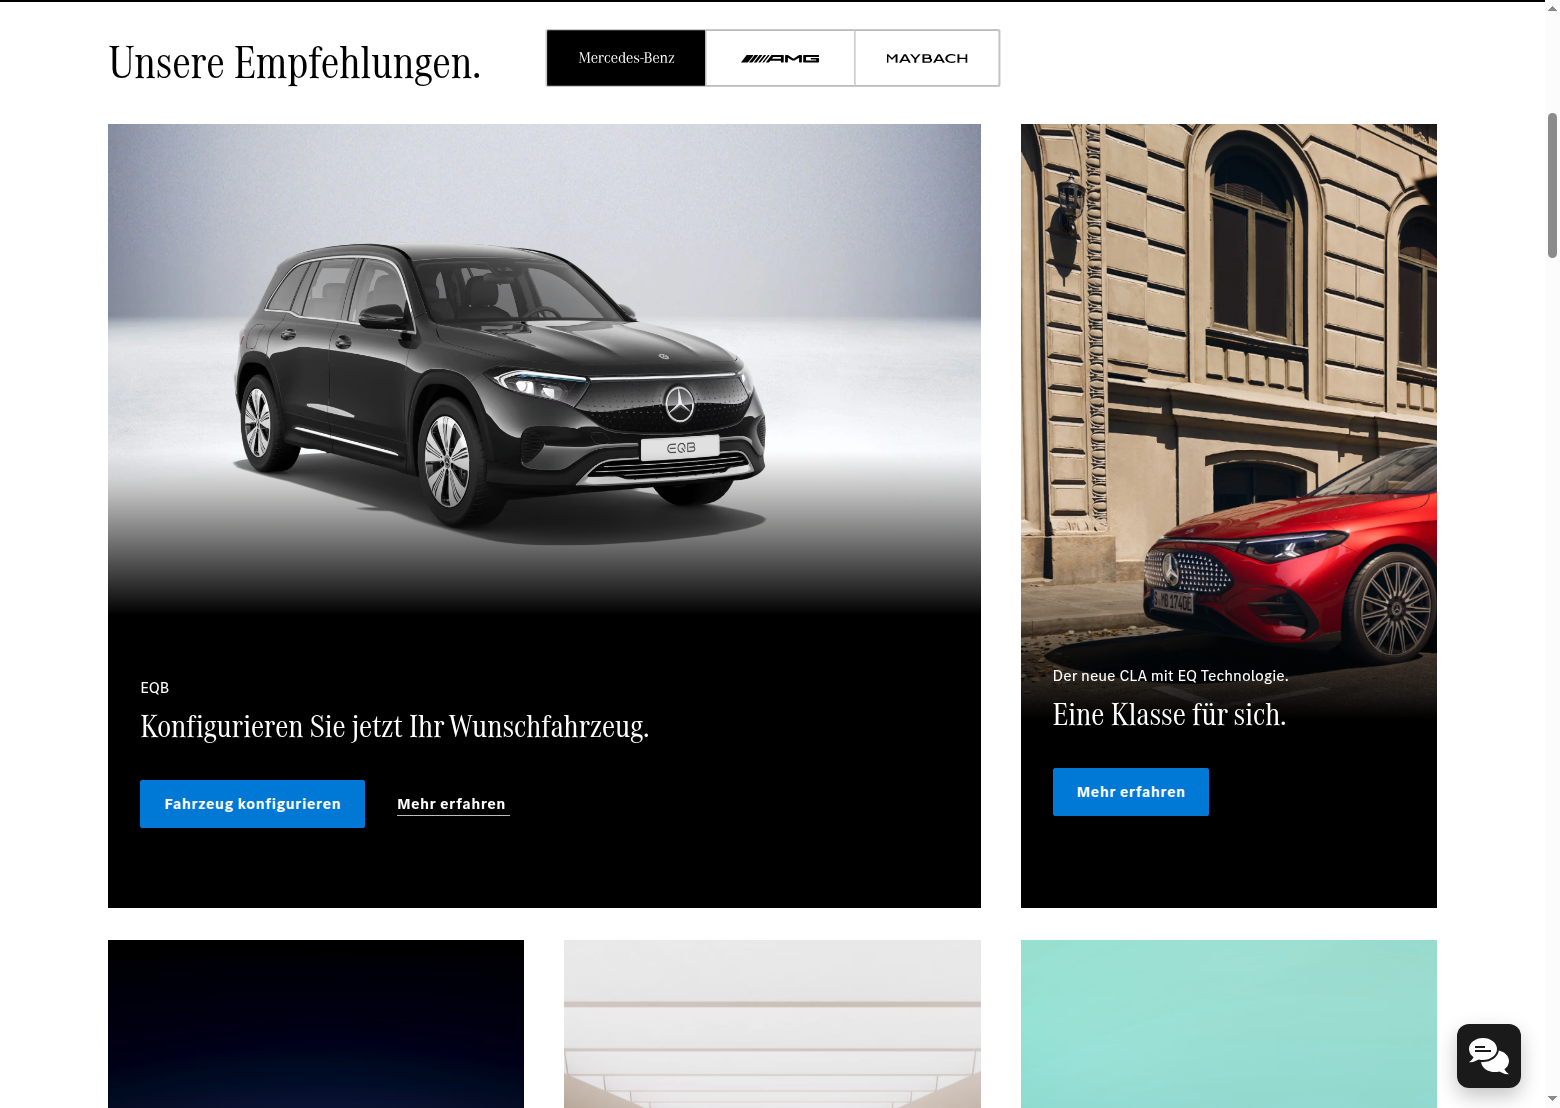 Unsere Empfehlungen.
Mercedes-Benz
AMG
MAYBACH
EQB
EQB
Konfigurieren Sie jetzt Ihr Wunschfahrzeug.
Fahrzeug konfigurieren
Mehr erfahren
S MB 1740E
Der neue CLA mit EQ Technologie.
Eine Klasse für sich.
Mehr erfahren